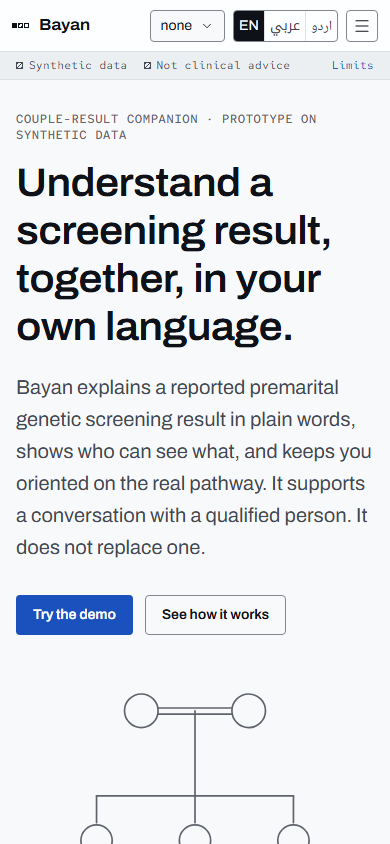 Bayan
none
EN
عربي
اردو
Synthetic data
Not clinical advice
Limits
COUPLE-RESULT COMPANION · PROTOTYPE ON
SYNTHETIC DATA
Understand a
screening result,
together, in your
own language.
Bayan explains a reported premarital
genetic screening result in plain words,
shows who can see what, and keeps you
oriented on the real pathway. It supports
a conversation with a qualified person. It
does not replace one.
Try the demo
See how it works